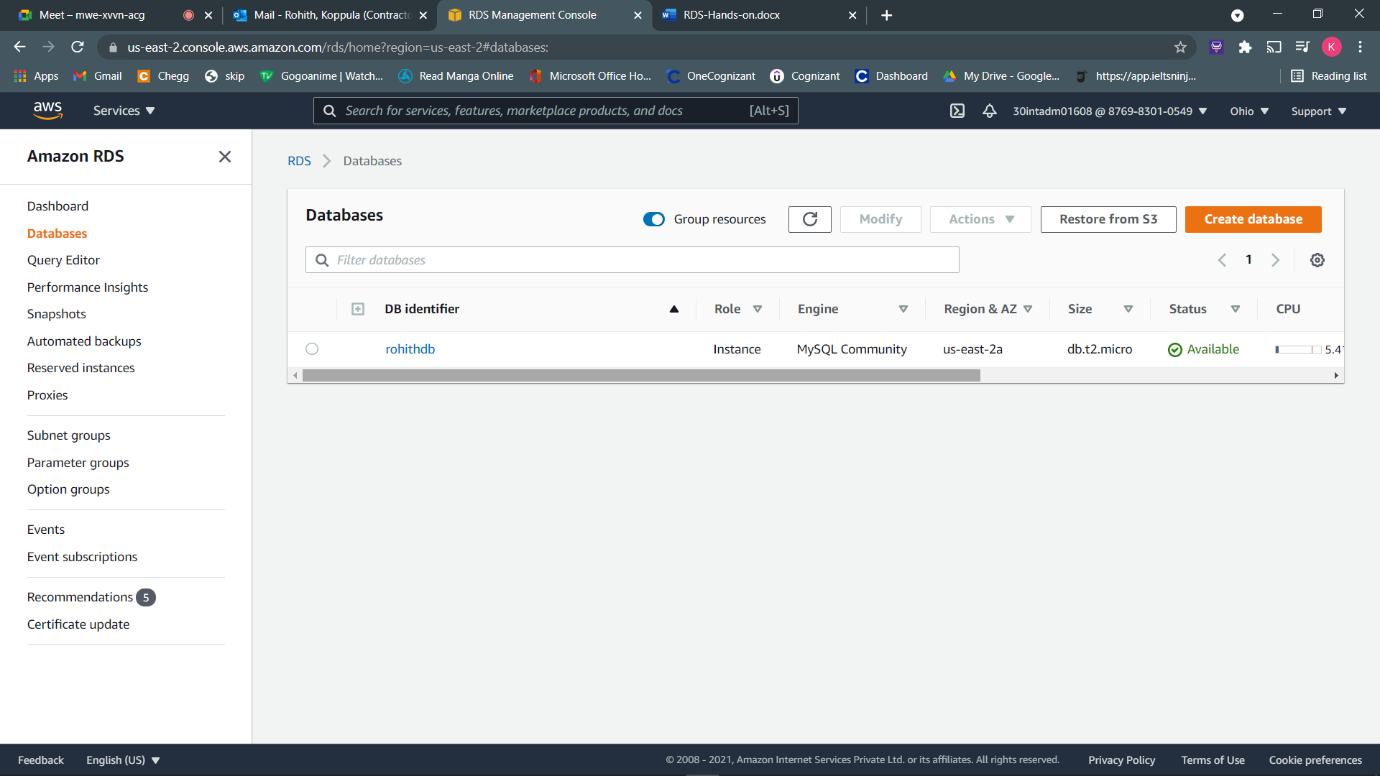 Meet – mwe-xvvn-acg
Mail - Rohith, Koppula (Contracto
RDS Management Console
RDS-Hands-on.docx
us-east-2.console.aws.amazon.com/rds/home?region=us-east-2#databases:
K
Apps
Gmail
Chegg
skip
Gogoanime | Watch...
Read Manga Online
Microsoft Office Ho...
OneCognizant
Cognizant
Dashboard
My Drive - Google...
https://app.ieltsninj...
Reading list
aws
Services
Search for services, features, marketplace products, and docs
[Alt+S]
30intadm01608 @ 8769-8301-0549
Ohio
Support
Amazon RDS
Dashboard
Databases
Query Editor
Performance Insights
Snapshots
Automated backups
Reserved instances
Proxies
Subnet groups
Parameter groups
Option groups
Events
Event subscriptions
Recommendations 5
Certificate update
RDS > Databases
Databases
Group resources
Modify
Actions
Restore from S3
Create database
Filter databases
1
DB identifier
Role
Engine
Region & AZ
Size
Status
CPU
rohithdb
Instance
MySQL Community
us-east-2a
db.t2.micro
Available
5.4
Feedback
English (US)
© 2008 - 2021, Amazon Internet Services Private Ltd. or its affiliates. All rights reserved.
Privacy Policy
Terms of Use
Cookie preferences